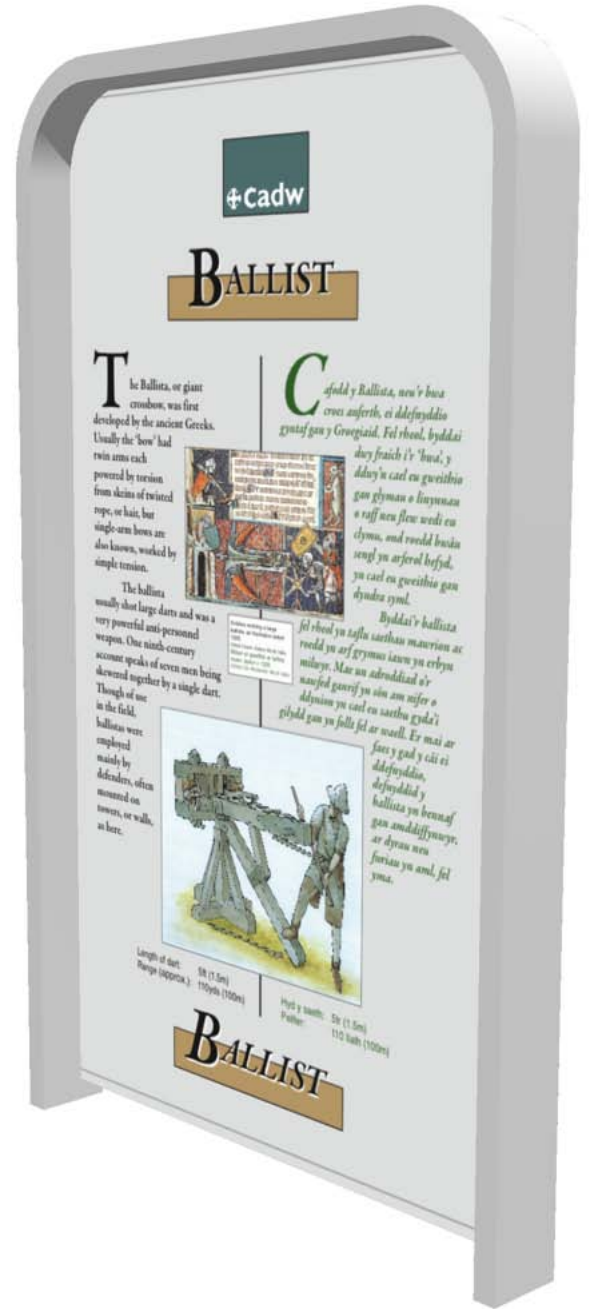 cadw
BALLIST
The Ballista, or giant
crossbow, was first
developed by the ancient Greeks.
Usually the 'bow' had
twin arms each
powered by torsion
from skeins of twisted
rope, or hair, but
single-arm bows are
also known, worked by
simple tension.
The ballista
usually shot large darts and was a
very powerful anti-personnel
weapon. One ninth-century
account speaks of seven men being
skewered together by a single dart.
Though of use
in the field,
ballistas were
employed
mainly by
defenders, often
mounted on
towers, or walls,
as here.
Cafodd y Ballista, neu'r bwa
croes anferth, ei ddefnyddio
gyntaf gan y Groegiaid. Fel rheol, byddai
dwy fraich i'r 'bwa', y
ddwy'n cael eu gweithio
gan glymau o linynnau
o raff neu flew wedi eu
clymu, ond roedd bwâu
sengl yn arferol hefyd,
yn cael eu gweithio gan
dyndra syml.
Byddai'r ballista
fel rheol yn taflu saethau mawrion ac
roedd yn arf grymus iawn yn erbyn
milwyr. Mae un adroddiad o'r
naufed ganrif yn sôn am nifer o
ddynion yn cael eu saethu gyda'i
gilydd gan yn follt fel ar waell. Er mai ar
faes y gad y câi ei
ddefnyddio,
defnyddid y
ballista yn bennaf
gan amddiffynwyr,
ar dyrau neu
furiau yn aml, fel
yma.
Length of dart: 5ft (1.5m)
Range (approx.): 110yds (100m)
Hyd y saeth: 5tr (1.5m)
Pellter: 110 llath (100m)
BALLIST